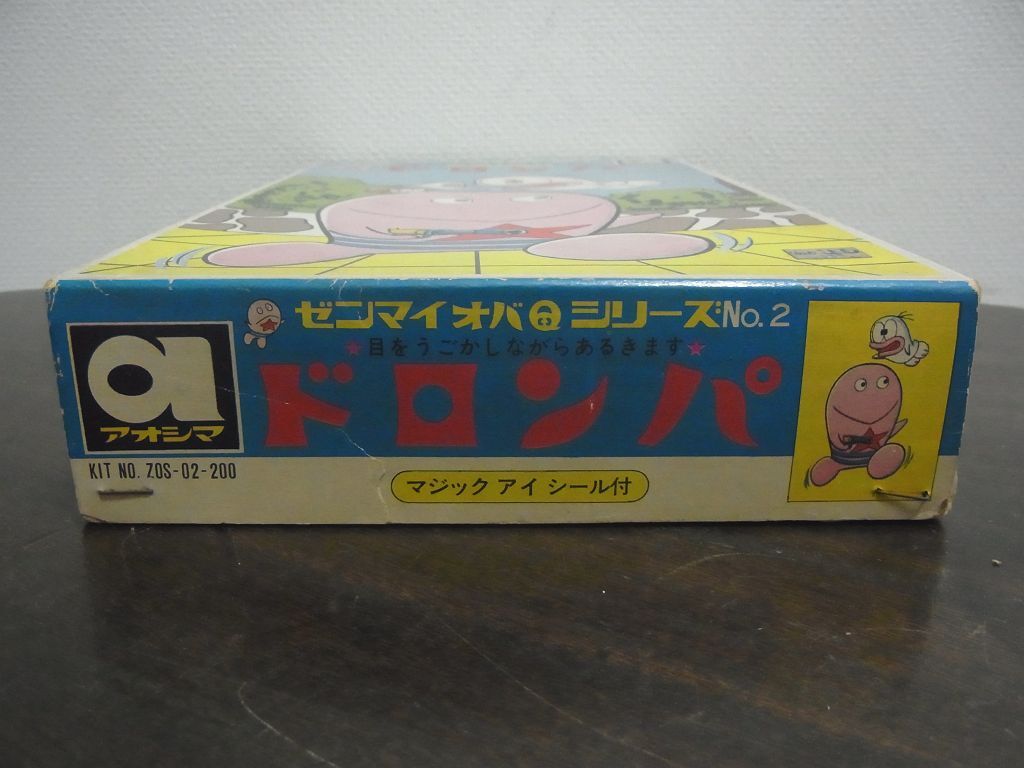 ゼンマイオバQシリーズNo.2
★目をうごかしながらあるきます★
ドロンパ
アオシマ
KIT NO. ZOS-02-200
マジック アイ シール付